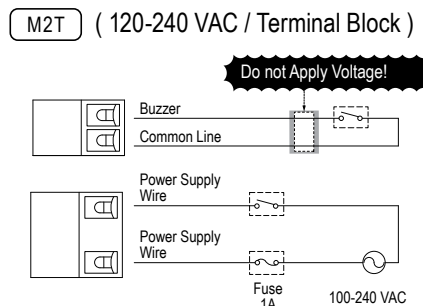 M2T ( 120-240 VAC / Terminal Block )
Do not Apply Voltage!
Buzzer
Common Line
Power Supply
Wire
Power Supply
Wire
Fuse
1A
100-240 VAC